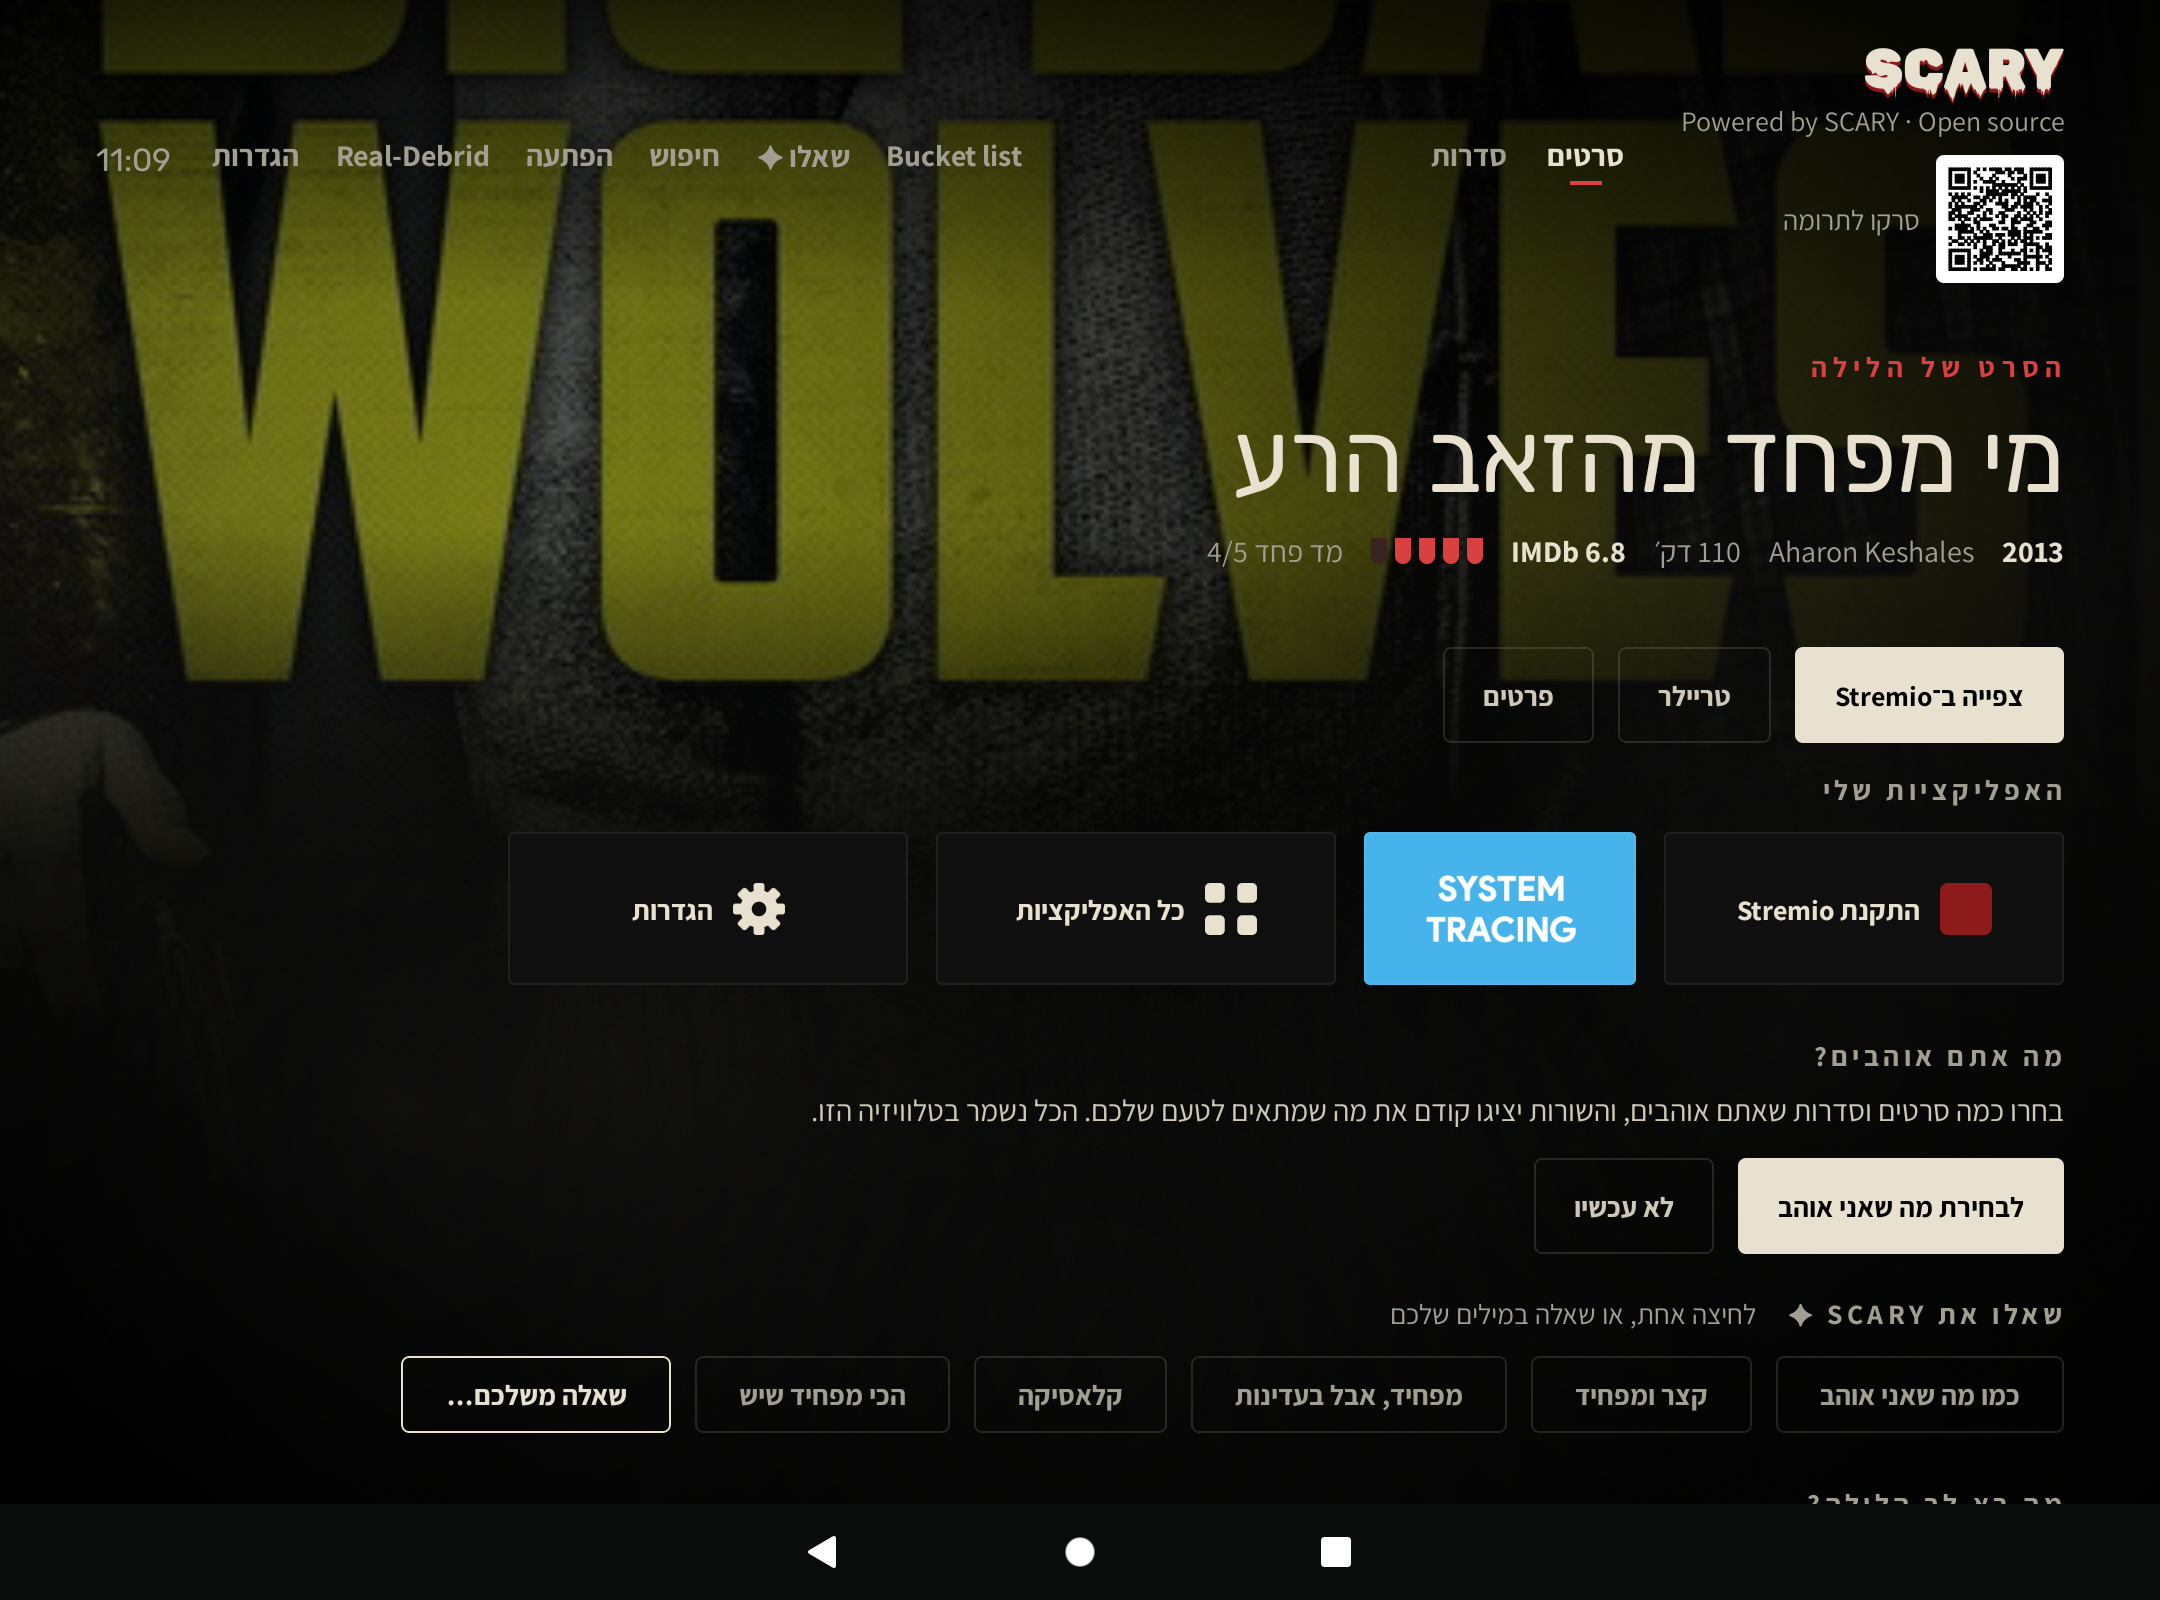 SCARY
Powered by SCARY · Open source
סרטים סדרות Bucket list שאלו חיפוש הפתעה Real-Debrid הגדרות 11:09
סרקו לתרומה
WOLVES
הסרט של הלילה
מי מפחד מהזאב הרע
2013 Aharon Keshales 110 דק׳ IMDb 6.8 מד פחד 4/5
צפייה ב־Stremio טריילר פרטים
האפליקציות שלי
התקנת Stremio SYSTEM TRACING כל האפליקציות הגדרות
מה אתם אוהבים?
בחרו כמה סרטים וסדרות שאתם אוהבים, והשורות יציגו קודם את מה שמתאים לטעם שלכם. הכל נשמר בטלוויזיה הזו.
לבחירת מה שאני אוהב לא עכשיו
שאלו את SCARY לחיצה אחת, או שאלה במילים שלכם
כמו מה שאני אוהב קצר ומפחיד מפחיד, אבל בעדינות קלאסיקה הכי מפחיד שיש שאלה משלכם...